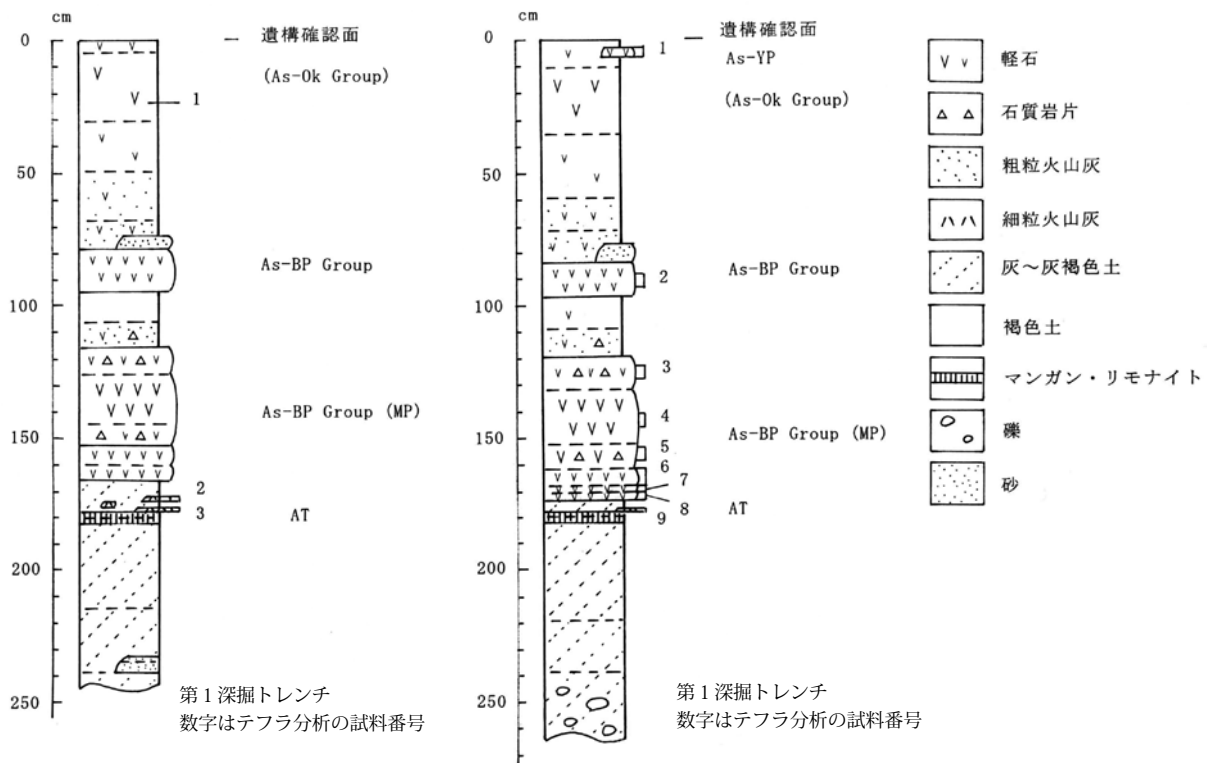 cm
0
50
100
150
200
250
遺構確認面
(As-Ok Group)
1
As-BP Group
As-BP Group (MP)
2
3
AT
第1深掘トレンチ
数字はテフラ分析の試料番号
cm
0
50
100
150
200
250
遺構確認面
1
As-YP
(As-Ok Group)
As-BP Group
2
3
4
As-BP Group (MP)
5
6
7
8
AT
9
第1深掘トレンチ
数字はテフラ分析の試料番号
軽石
石質岩片
粗粒火山灰
細粒火山灰
灰～灰褐色土
褐色土
マンガン・リモナイト
礫
砂